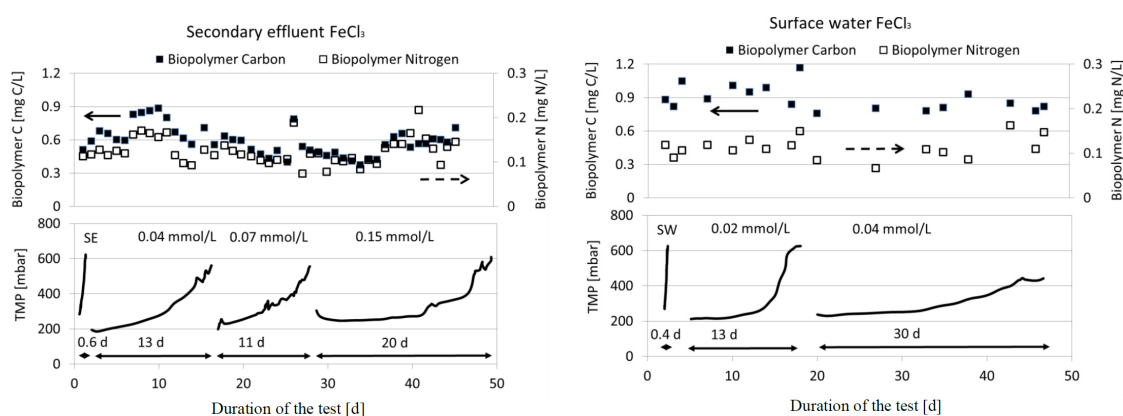 Secondary effluent FeCl₃
Biopolymer Carbon
Biopolymer Nitrogen
Biopolymer C [mg C/L]
1.2
0.9
0.6
0.3
0
0.3
0.2
0.1
0
Biopolymer N [mg N/L]
TMP [mbar]
800
600
400
200
0
SE
0.04 mmol/L
0.07 mmol/L
0.15 mmol/L
0.6 d
13 d
11 d
20 d
0 10 20 30 40 50
Duration of the test [d]
Surface water FeCl₃
Biopolymer Carbon
Biopolymer Nitrogen
Biopolymer C [mg C/L]
1.2
0.9
0.6
0.3
0
0.3
0.2
0.1
0
Biopolymer N [mg N/L]
TMP [mbar]
800
600
400
200
0
SW
0.02 mmol/L
0.04 mmol/L
0.4 d
13 d
30 d
0 10 20 30 40 50
Duration of the test [d]